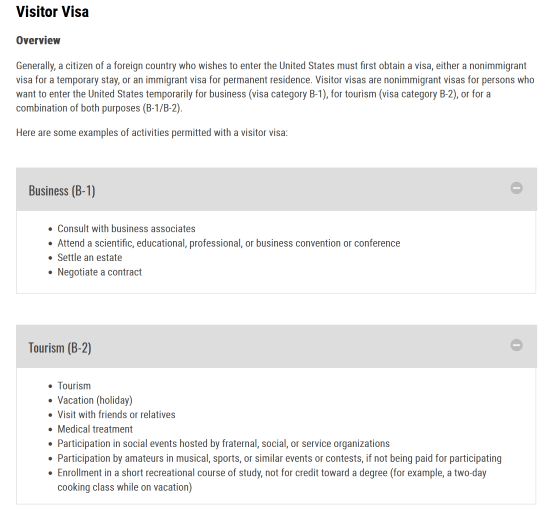 Visitor Visa
Overview
Generally, a citizen of a foreign country who wishes to enter the United States must first obtain a visa, either a nonimmigrant
visa for a temporary stay, or an immigrant visa for permanent residence. Visitor visas are nonimmigrant visas for persons who
want to enter the United States temporarily for business (visa category B-1), for tourism (visa category B-2), or for a
combination of both purposes (B-1/B-2).
Here are some examples of activities permitted with a visitor visa:
Business (B-1)
• Consult with business associates
• Attend a scientific, educational, professional, or business convention or conference
• Settle an estate
• Negotiate a contract
Tourism (B-2)
• Tourism
• Vacation (holiday)
• Visit with friends or relatives
• Medical treatment
• Participation in social events hosted by fraternal, social, or service organizations
• Participation by amateurs in musical, sports, or similar events or contests, if not being paid for participating
• Enrollment in a short recreational course of study, not for credit toward a degree (for example, a two-day
cooking class while on vacation)